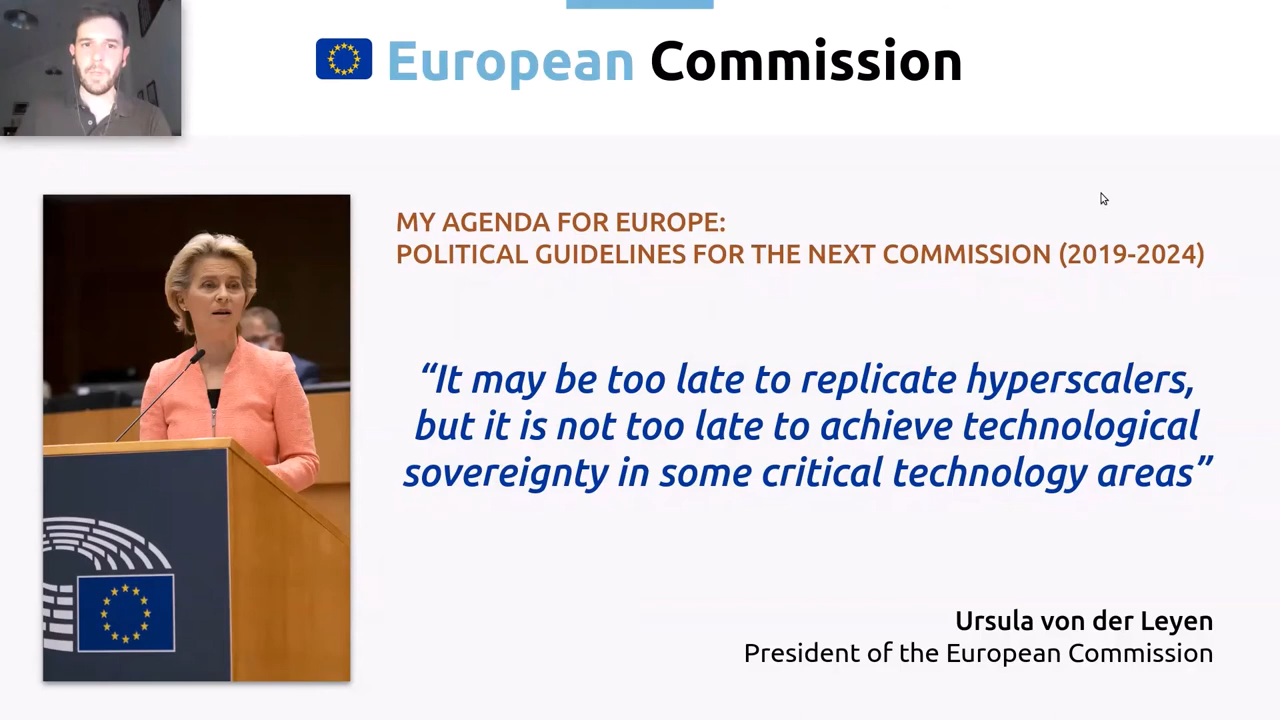 European Commission
MY AGENDA FOR EUROPE:
POLITICAL GUIDELINES FOR THE NEXT COMMISSION (2019-2024)
“It may be too late to replicate hyperscalers,
but it is not too late to achieve technological
sovereignty in some critical technology areas”
Ursula von der Leyen
President of the European Commission